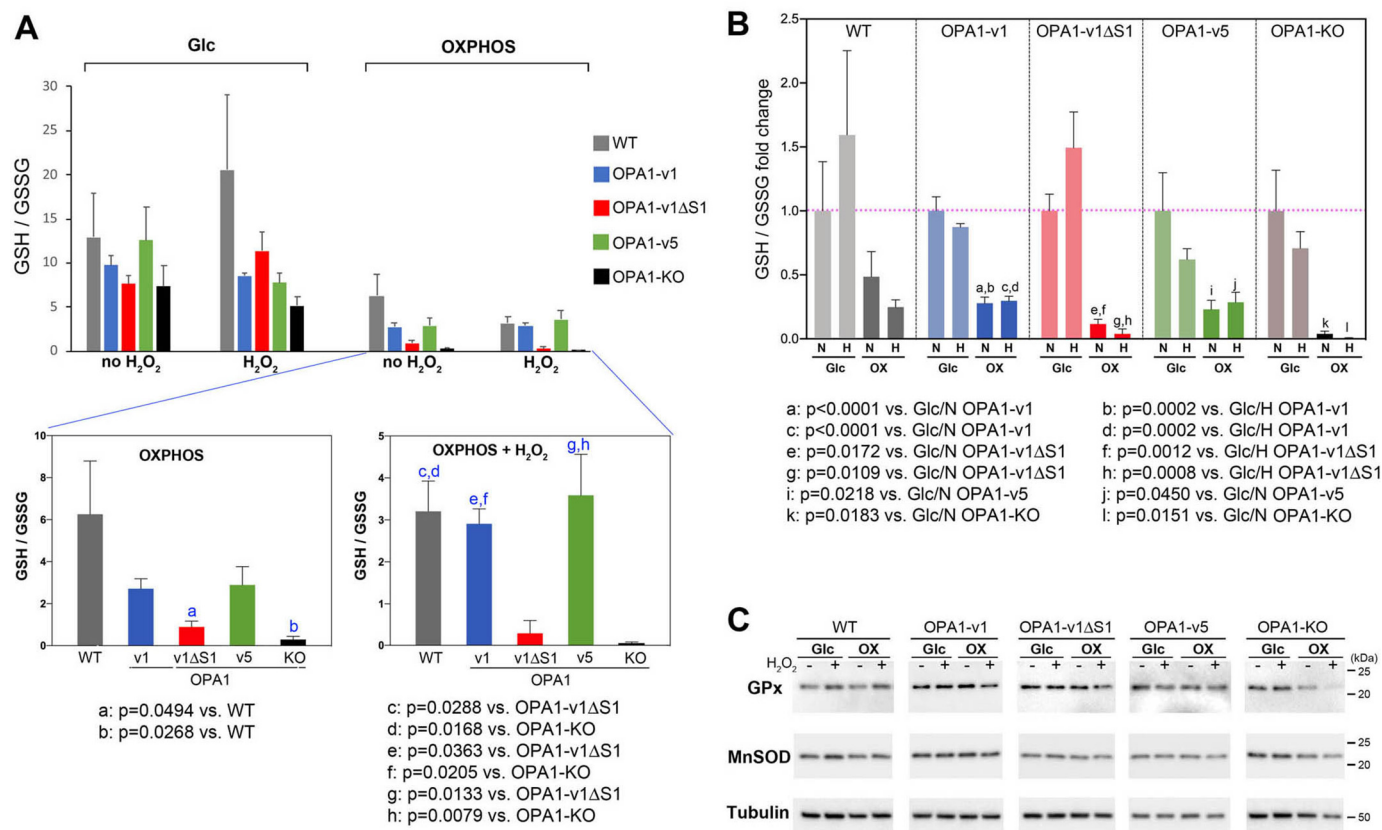 A
Glc
OXPHOS
30
25
20
15
10
5
0
GSH / GSSG
no H₂O₂
H₂O₂
no H₂O₂
H₂O₂
WT
OPA1-v1
OPA1-v1ΔS1
OPA1-v5
OPA1-KO
OXPHOS
10
8
6
4
2
0
GSH / GSSG
WT
v1
v1ΔS1
v5
KO
OPA1
a
b
a: p=0.0494 vs. WT
b: p=0.0268 vs. WT
OXPHOS + H₂O₂
5
4
3
2
1
0
GSH / GSSG
c,d
e,f
g,h
WT
v1
v1ΔS1
v5
KO
OPA1
c: p=0.0288 vs. OPA1-v1ΔS1
d: p=0.0168 vs. OPA1-KO
e: p=0.0363 vs. OPA1-v1ΔS1
f: p=0.0205 vs. OPA1-KO
g: p=0.0133 vs. OPA1-v1ΔS1
h: p=0.0079 vs. OPA1-KO
B
WT OPA1-v1 OPA1-v1ΔS1 OPA1-v5 OPA1-KO
2.5
2.0
1.5
1.0
0.5
0.0
GSH / GSSG fold change
a,b c,d e,f g,h i j k l
N H N H N H N H N H N H N H N H N H N H
Glc OX Glc OX Glc OX Glc OX Glc OX
a: p<0.0001 vs. Glc/N OPA1-v1 b: p=0.0002 vs. Glc/H OPA1-v1
c: p<0.0001 vs. Glc/N OPA1-v1 d: p=0.0002 vs. Glc/H OPA1-v1
e: p=0.0172 vs. Glc/N OPA1-v1ΔS1 f: p=0.0012 vs. Glc/H OPA1-v1ΔS1
g: p=0.0109 vs. Glc/N OPA1-v1ΔS1 h: p=0.0008 vs. Glc/H OPA1-v1ΔS1
i: p=0.0218 vs. Glc/N OPA1-v5 j: p=0.0450 vs. Glc/N OPA1-v5
k: p=0.0183 vs. Glc/N OPA1-KO l: p=0.0151 vs. Glc/N OPA1-KO
C
WT OPA1-v1 OPA1-v1ΔS1 OPA1-v5 OPA1-KO
Glc OX Glc OX Glc OX Glc OX Glc OX
H₂O₂ - + - + - + - + - + - + - + - + - + - + (kDa)
GPx
25
20
MnSOD
25
20
Tubulin
50